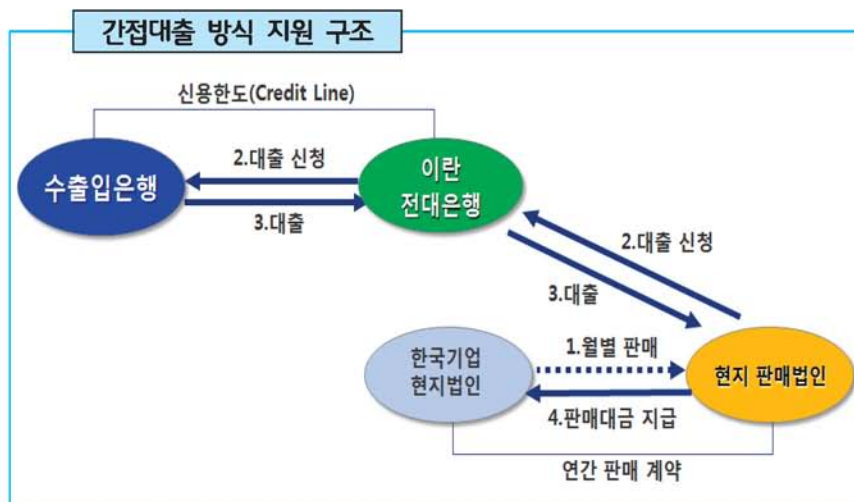 간접대출 방식 지원 구조
신용한도(Credit Line)
수출입은행
2.대출 신청
3.대출
이란
전대은행
2.대출 신청
3.대출
한국기업
현지법인
1.월별 판매
4.판매대금 지급
현지 판매법인
연간 판매 계약